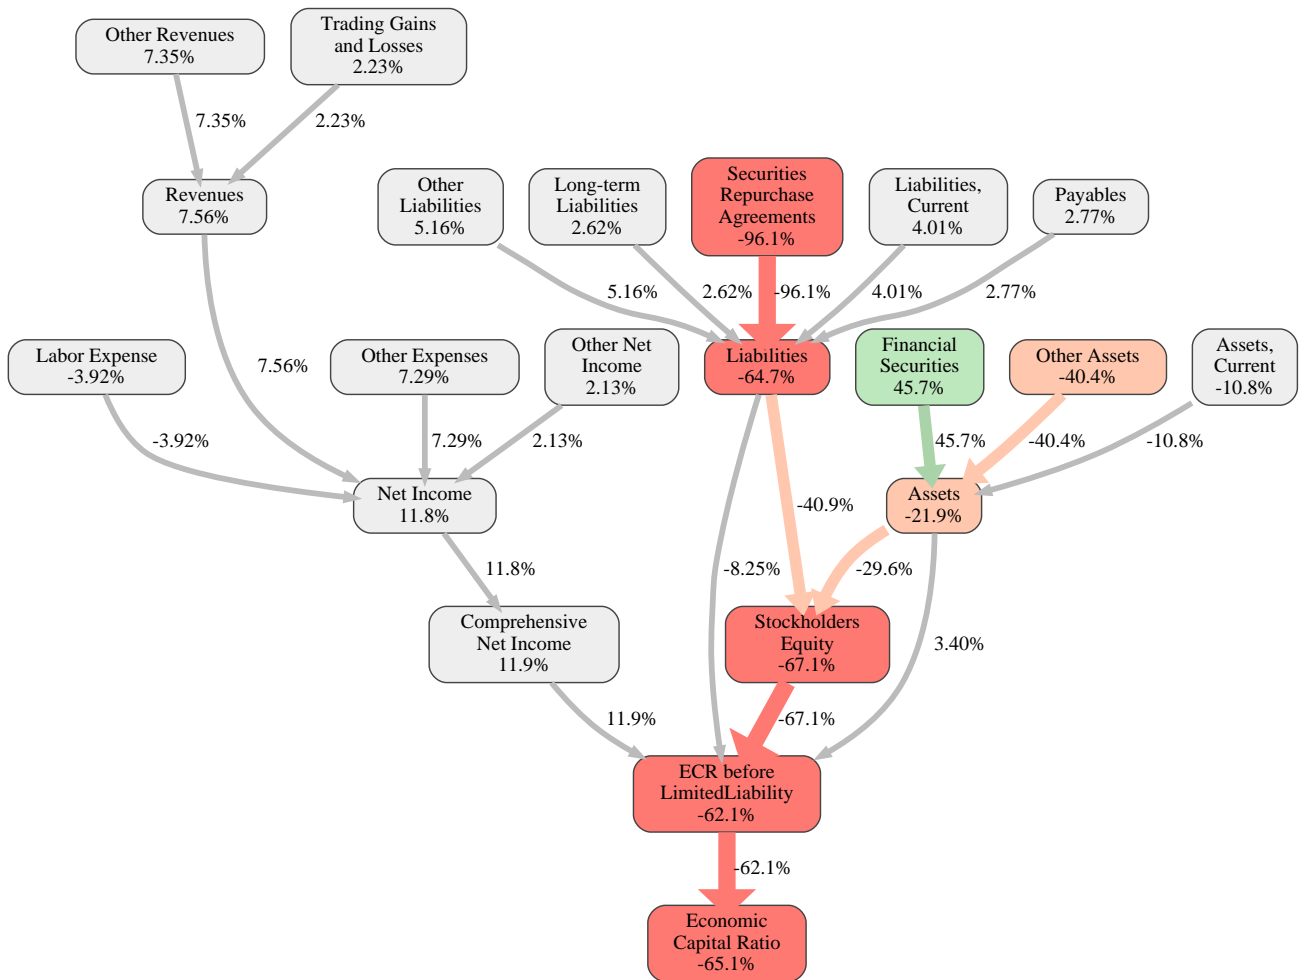 Other Revenues
7.35%
Trading Gains
and Losses
2.23%
7.35%
2.23%
Revenues
7.56%
Other
Liabilities
5.16%
Long-term
Liabilities
2.62%
Securities
Repurchase
Agreements
-96.1%
Liabilities,
Current
4.01%
Payables
2.77%
7.56%
5.16%
2.62%
-96.1%
4.01%
2.77%
Labor Expense
-3.92%
Other Expenses
7.29%
Other Net
Income
2.13%
Liabilities
-64.7%
Financial
Securities
45.7%
Other Assets
-40.4%
Assets,
Current
-10.8%
-3.92%
7.29%
2.13%
45.7%
-40.4%
-10.8%
Net Income
11.8%
Assets
-21.9%
-40.9%
11.8%
-8.25%
-29.6%
Comprehensive
Net Income
11.9%
Stockholders
Equity
-67.1%
3.40%
11.9%
-67.1%
ECR before
LimitedLiability
-62.1%
-62.1%
Economic
Capital Ratio
-65.1%